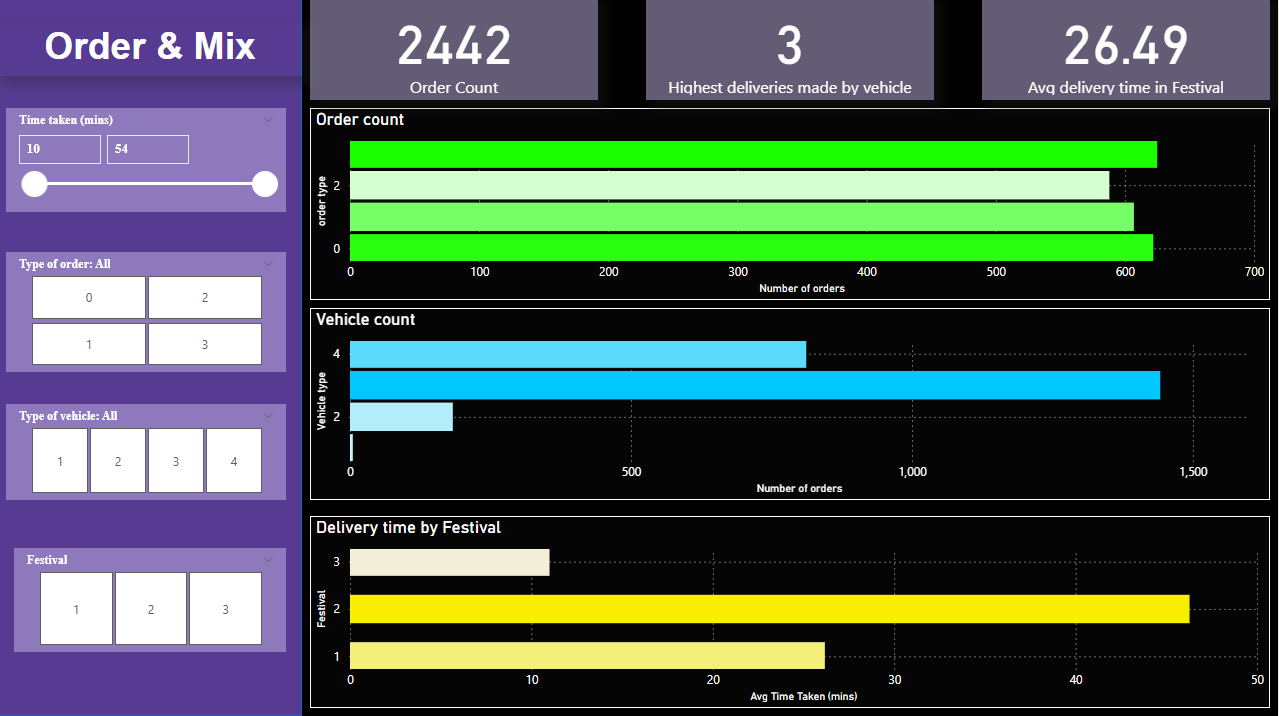 Order & Mix
2442
Order Count
3
Highest deliveries made by vehicle
26.49
Avg delivery time in Festival
Time taken (mins)
10 54
Type of order: All
0 2
1 3
Type of vehicle: All
1 2 3 4
Festival
1 2 3
Order count
order type
2
0
0 100 200 300 400 500 600 700
Number of orders
Vehicle count
Vehicle type
4
2
0 500 1,000 1,500
Number of orders
Delivery time by Festival
Festival
3
2
1
0 10 20 30 40 50
Avg Time Taken (mins)